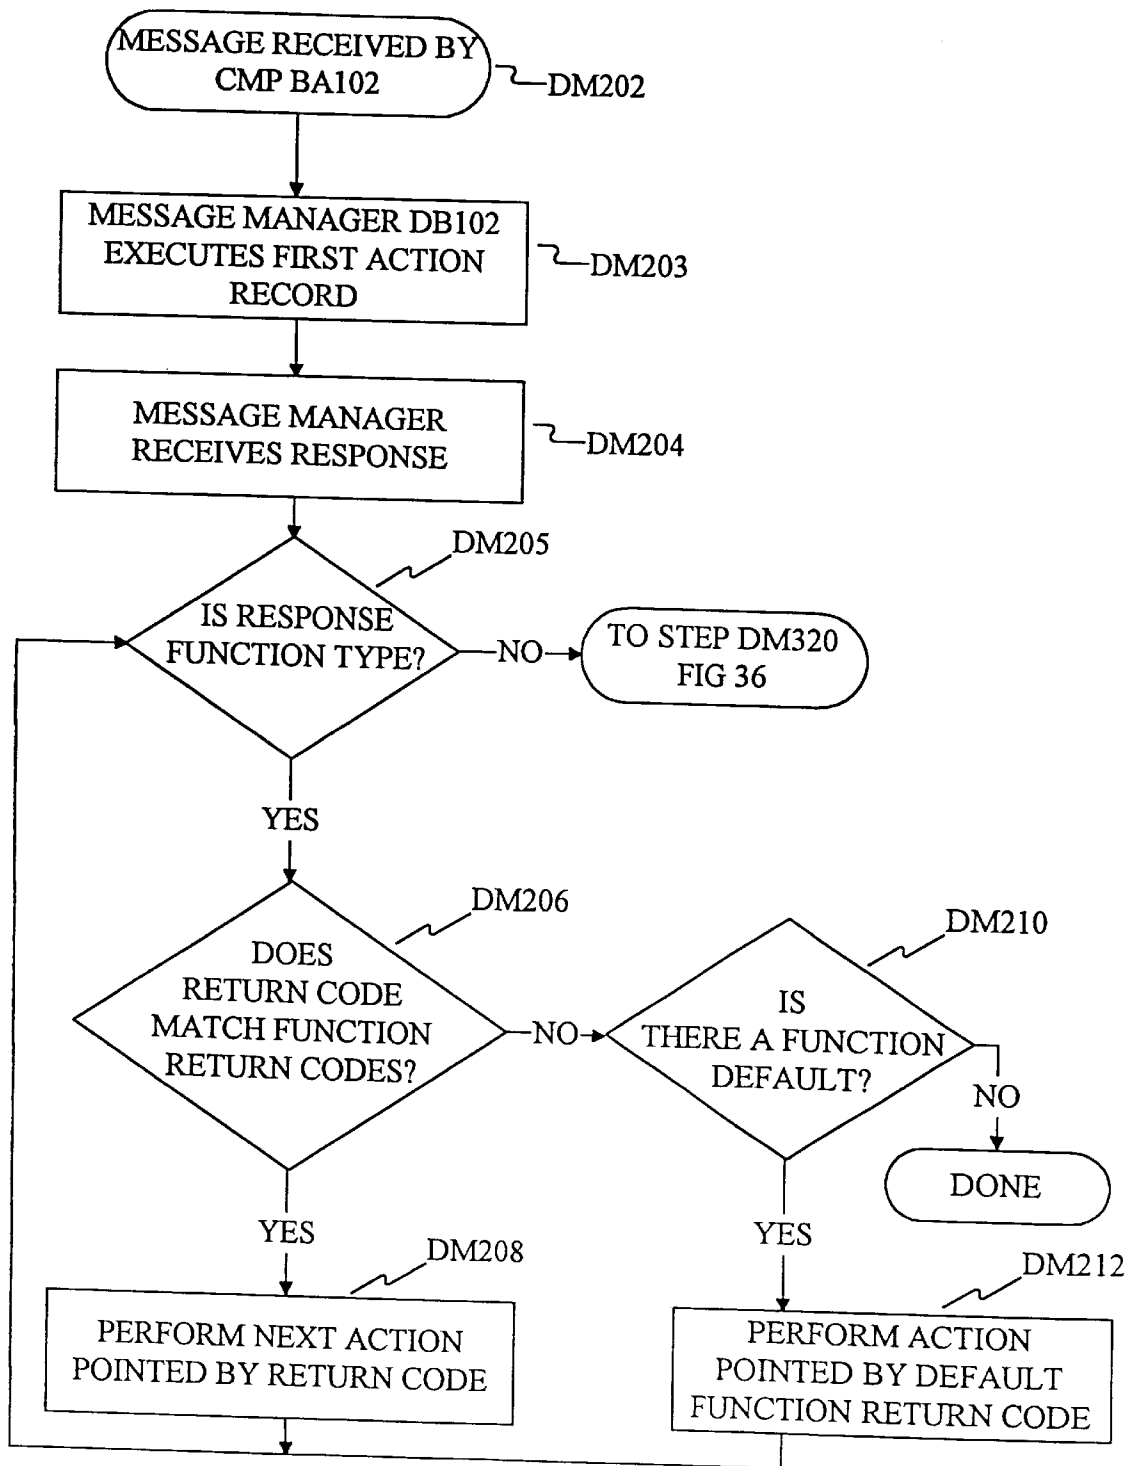 MESSAGE RECEIVED BY
CMP BA102
DM202
MESSAGE MANAGER DB102
EXECUTES FIRST ACTION
RECORD
DM203
MESSAGE MANAGER
RECEIVES RESPONSE
DM204
DM205
IS RESPONSE
FUNCTION TYPE?
NO
TO STEP DM320
FIG 36
YES
DM206
DOES
RETURN CODE
MATCH FUNCTION
RETURN CODES?
NO
DM210
IS
THERE A FUNCTION
DEFAULT?
NO
DONE
YES
YES
DM208
PERFORM NEXT ACTION
POINTED BY RETURN CODE
DM212
PERFORM ACTION
POINTED BY DEFAULT
FUNCTION RETURN CODE